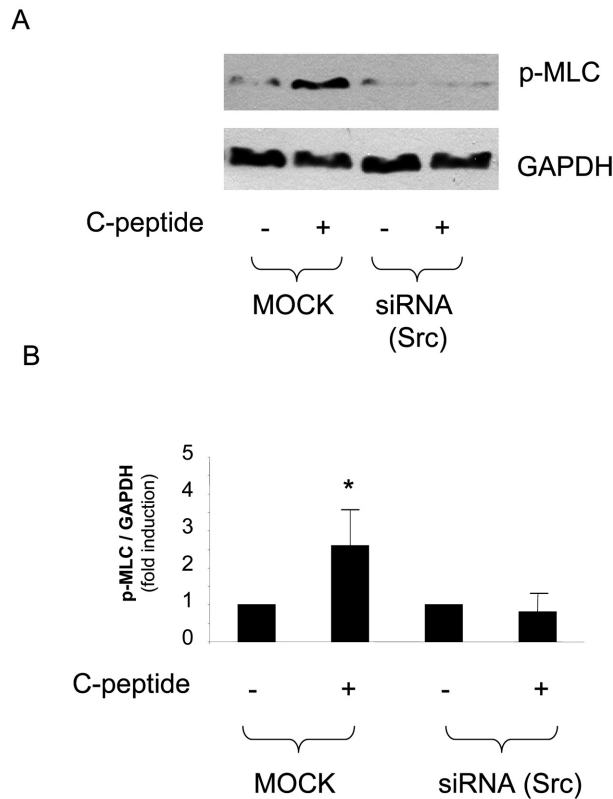 A
p-MLC
GAPDH
C-peptide - + - +
MOCK siRNA
(Src)
B
p-MLC / GAPDH
(fold induction)
5
4
3
2
1
0
*
C-peptide - + - +
MOCK siRNA (Src)